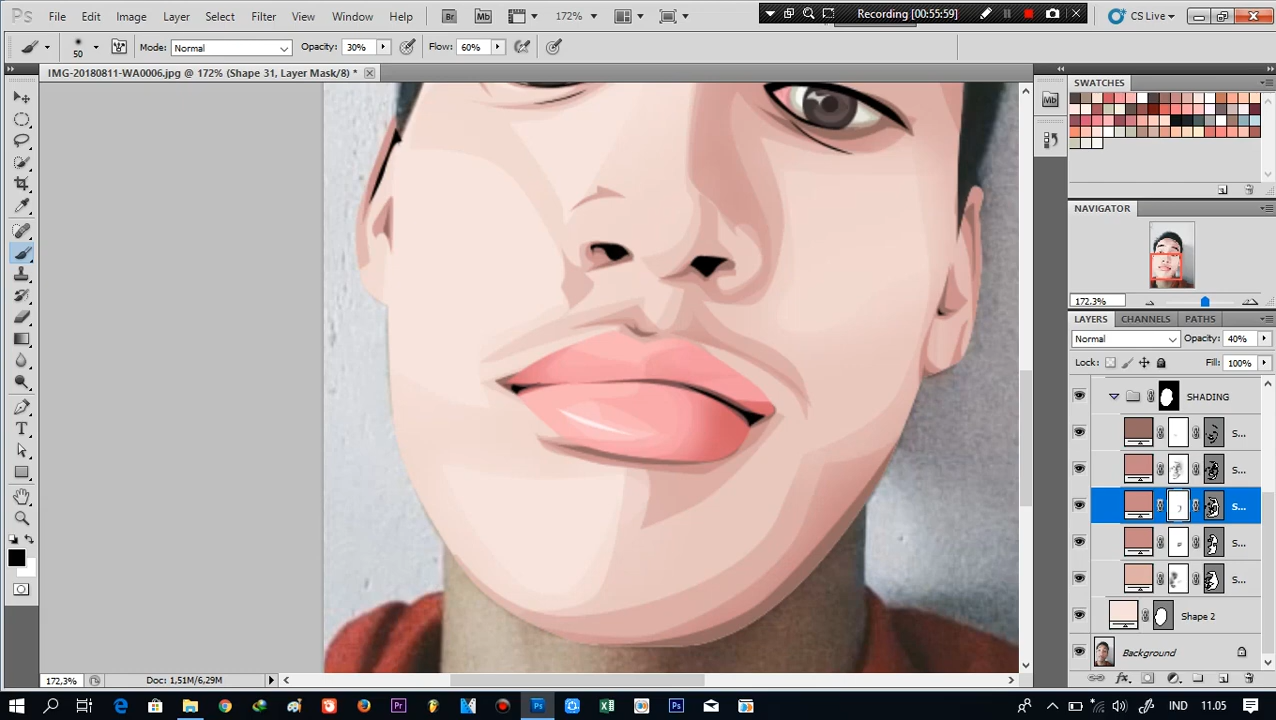 Ps File Edit Image Layer Select Filter View Window Help Br Mb 172% Recording [00:55:59] CS Live
50 Mode: Normal Opacity: 30% Flow: 60%
IMG-20180811-WA0006.jpg @ 172% (Shape 31, Layer Mask/8) *
SWATCHES
Mb
NAVIGATOR
172.3%
LAYERS CHANNELS PATHS
Normal Opacity: 40%
Lock: Fill: 100%
SHADING
S...
S...
S...
S...
S...
Shape 2
Background
172,3% Doc: 1,51M/6,29M
IND 11.05